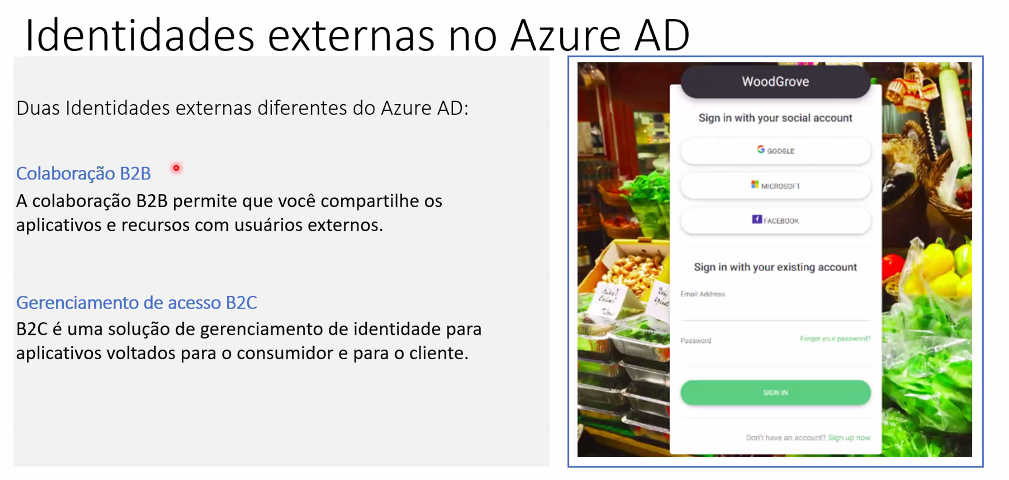 Identidades externas no Azure AD
Duas Identidades externas diferentes do Azure AD:
Colaboração B2B
A colaboração B2B permite que você compartilhe os
aplicativos e recursos com usuários externos.
Gerenciamento de acesso B2C
B2C é uma solução de gerenciamento de identidade para
aplicativos voltados para o consumidor e para o cliente.
WoodGrove
Sign in with your social account
GOOGLE
MICROSOFT
FACEBOOK
Sign in with your existing account
Email Address
Password
Forgot your password?
SIGN IN
Don't have an account? Sign up now